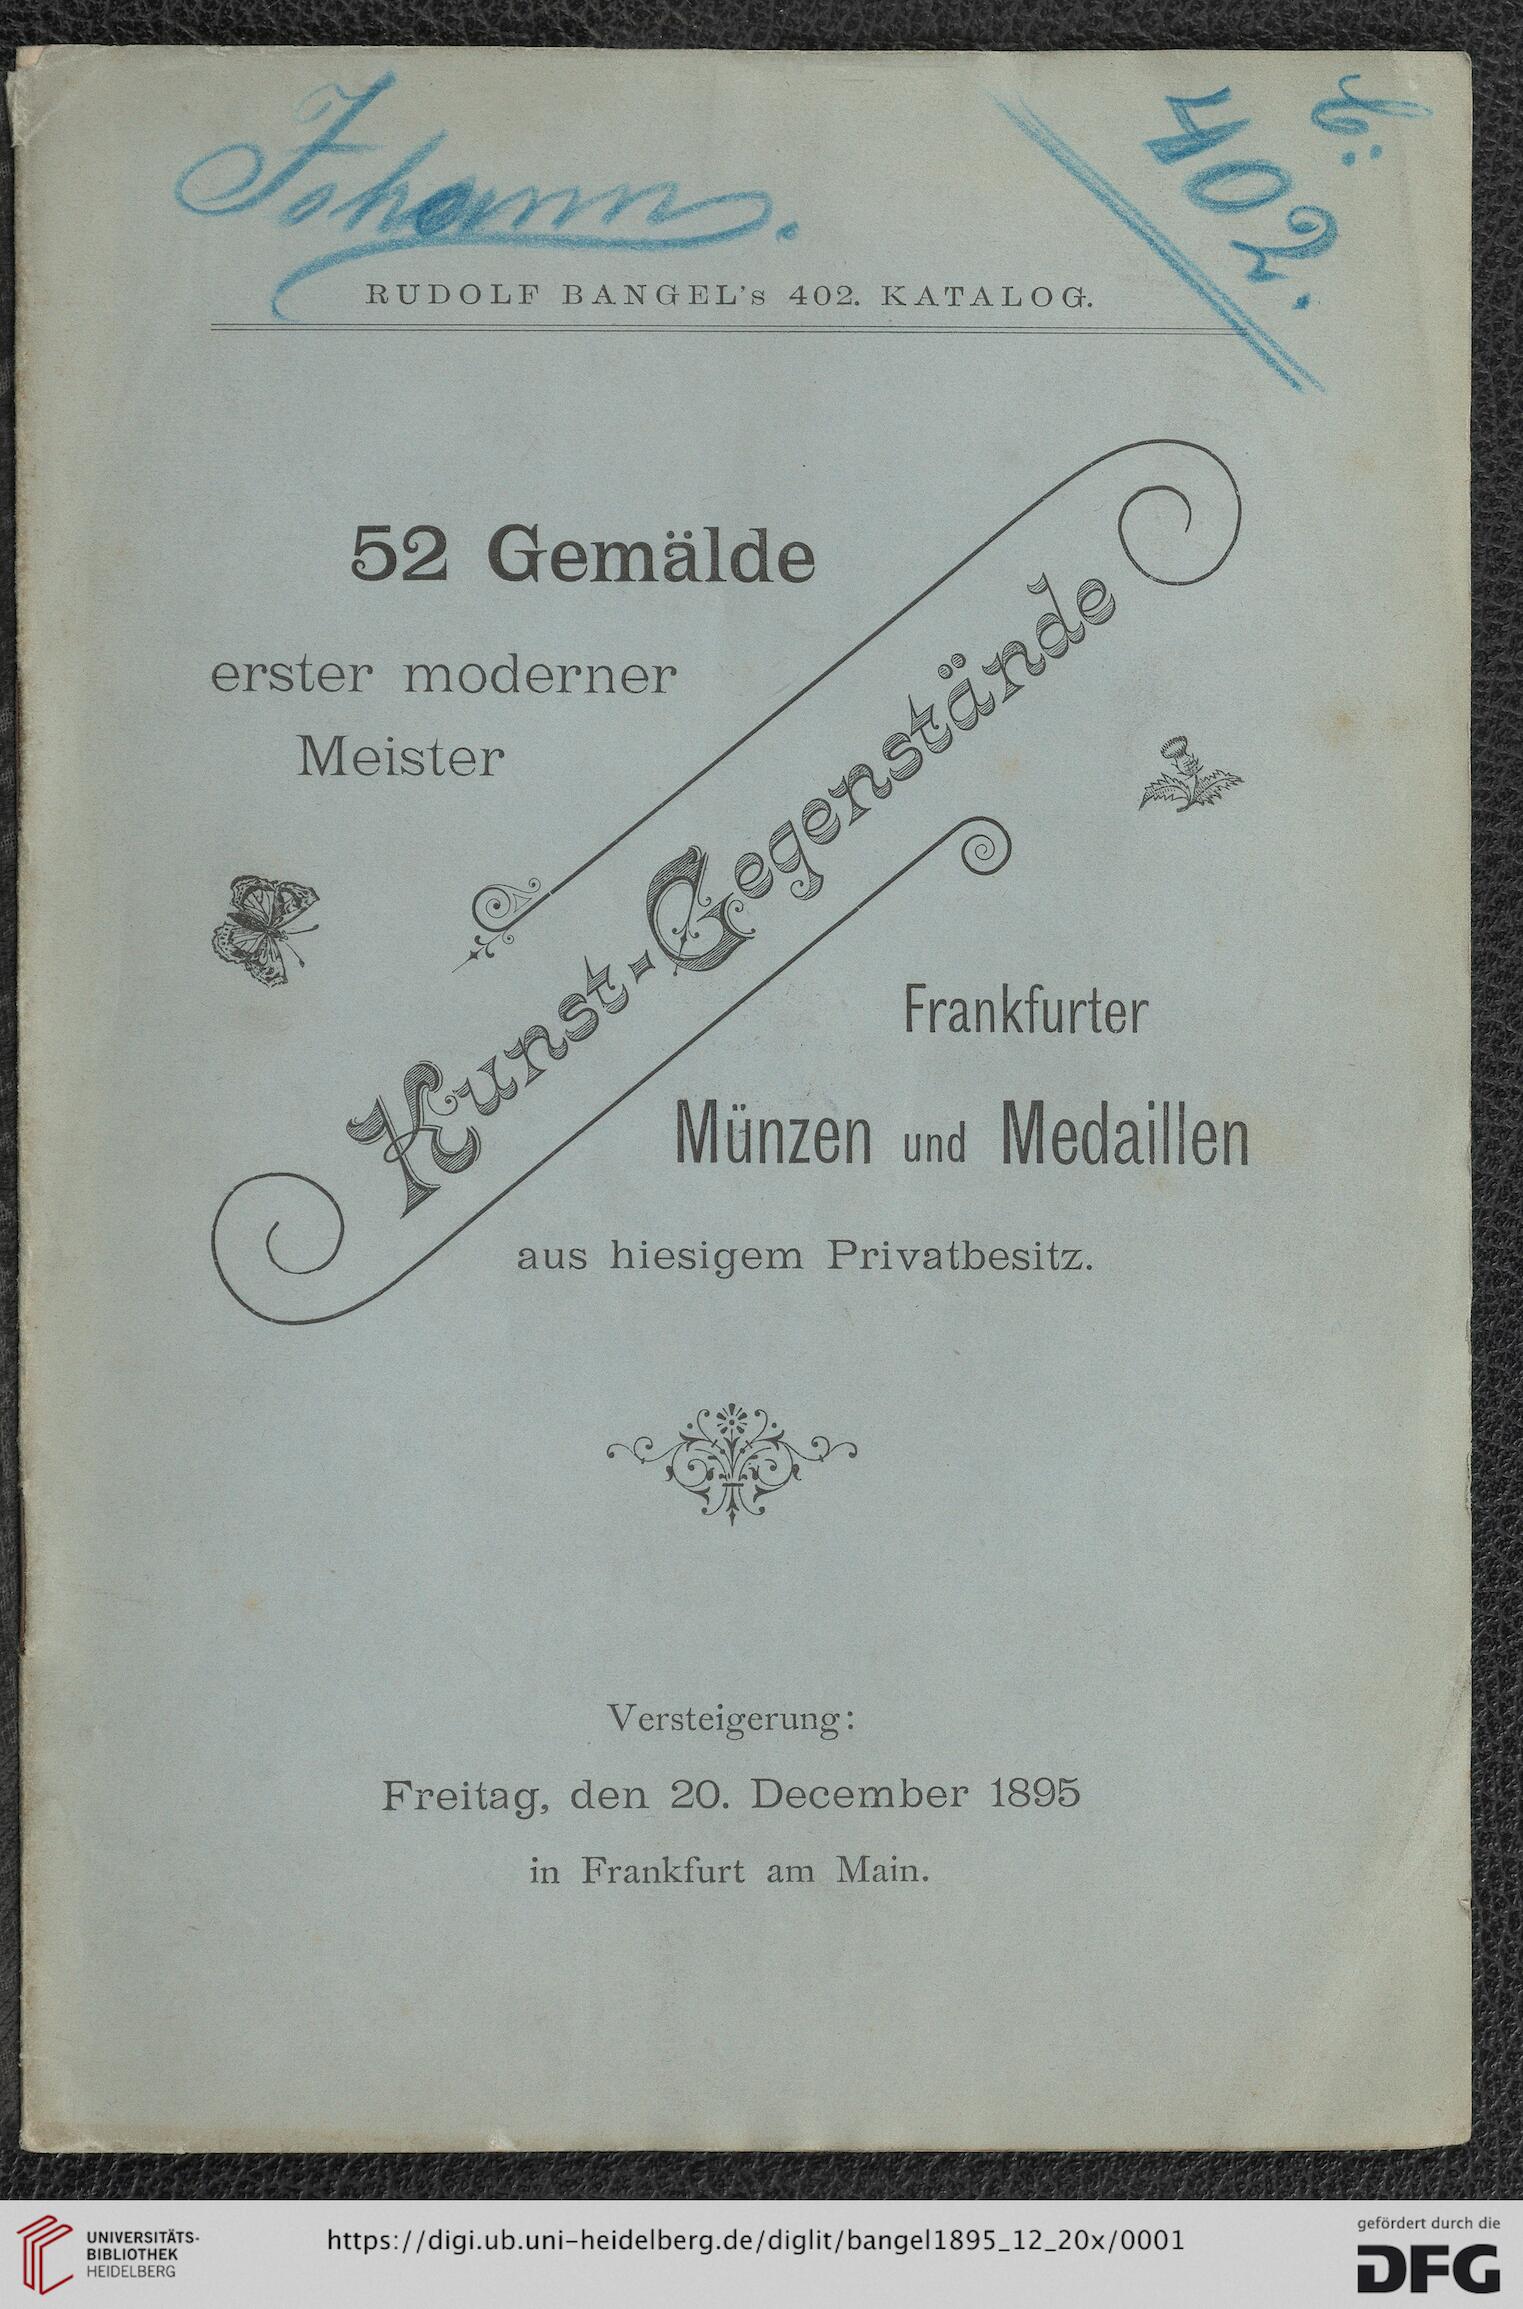 Johann.
402.
RUDOLF BANGEL's 402. KATALOG.
52 Gemälde
erster moderner
Meister
Kunst-Gegenstände
Frankfurter
Münzen und Medaillen
aus hiesigem Privatbesitz.
Versteigerung:
Freitag, den 20. December 1895
in Frankfurt am Main.
UNIVERSITÄTS-
BIBLIOTHEK
HEIDELBERG
https://digi.ub.uni-heidelberg.de/diglit/bangel1895_12_20x/0001
gefördert durch die
DFG